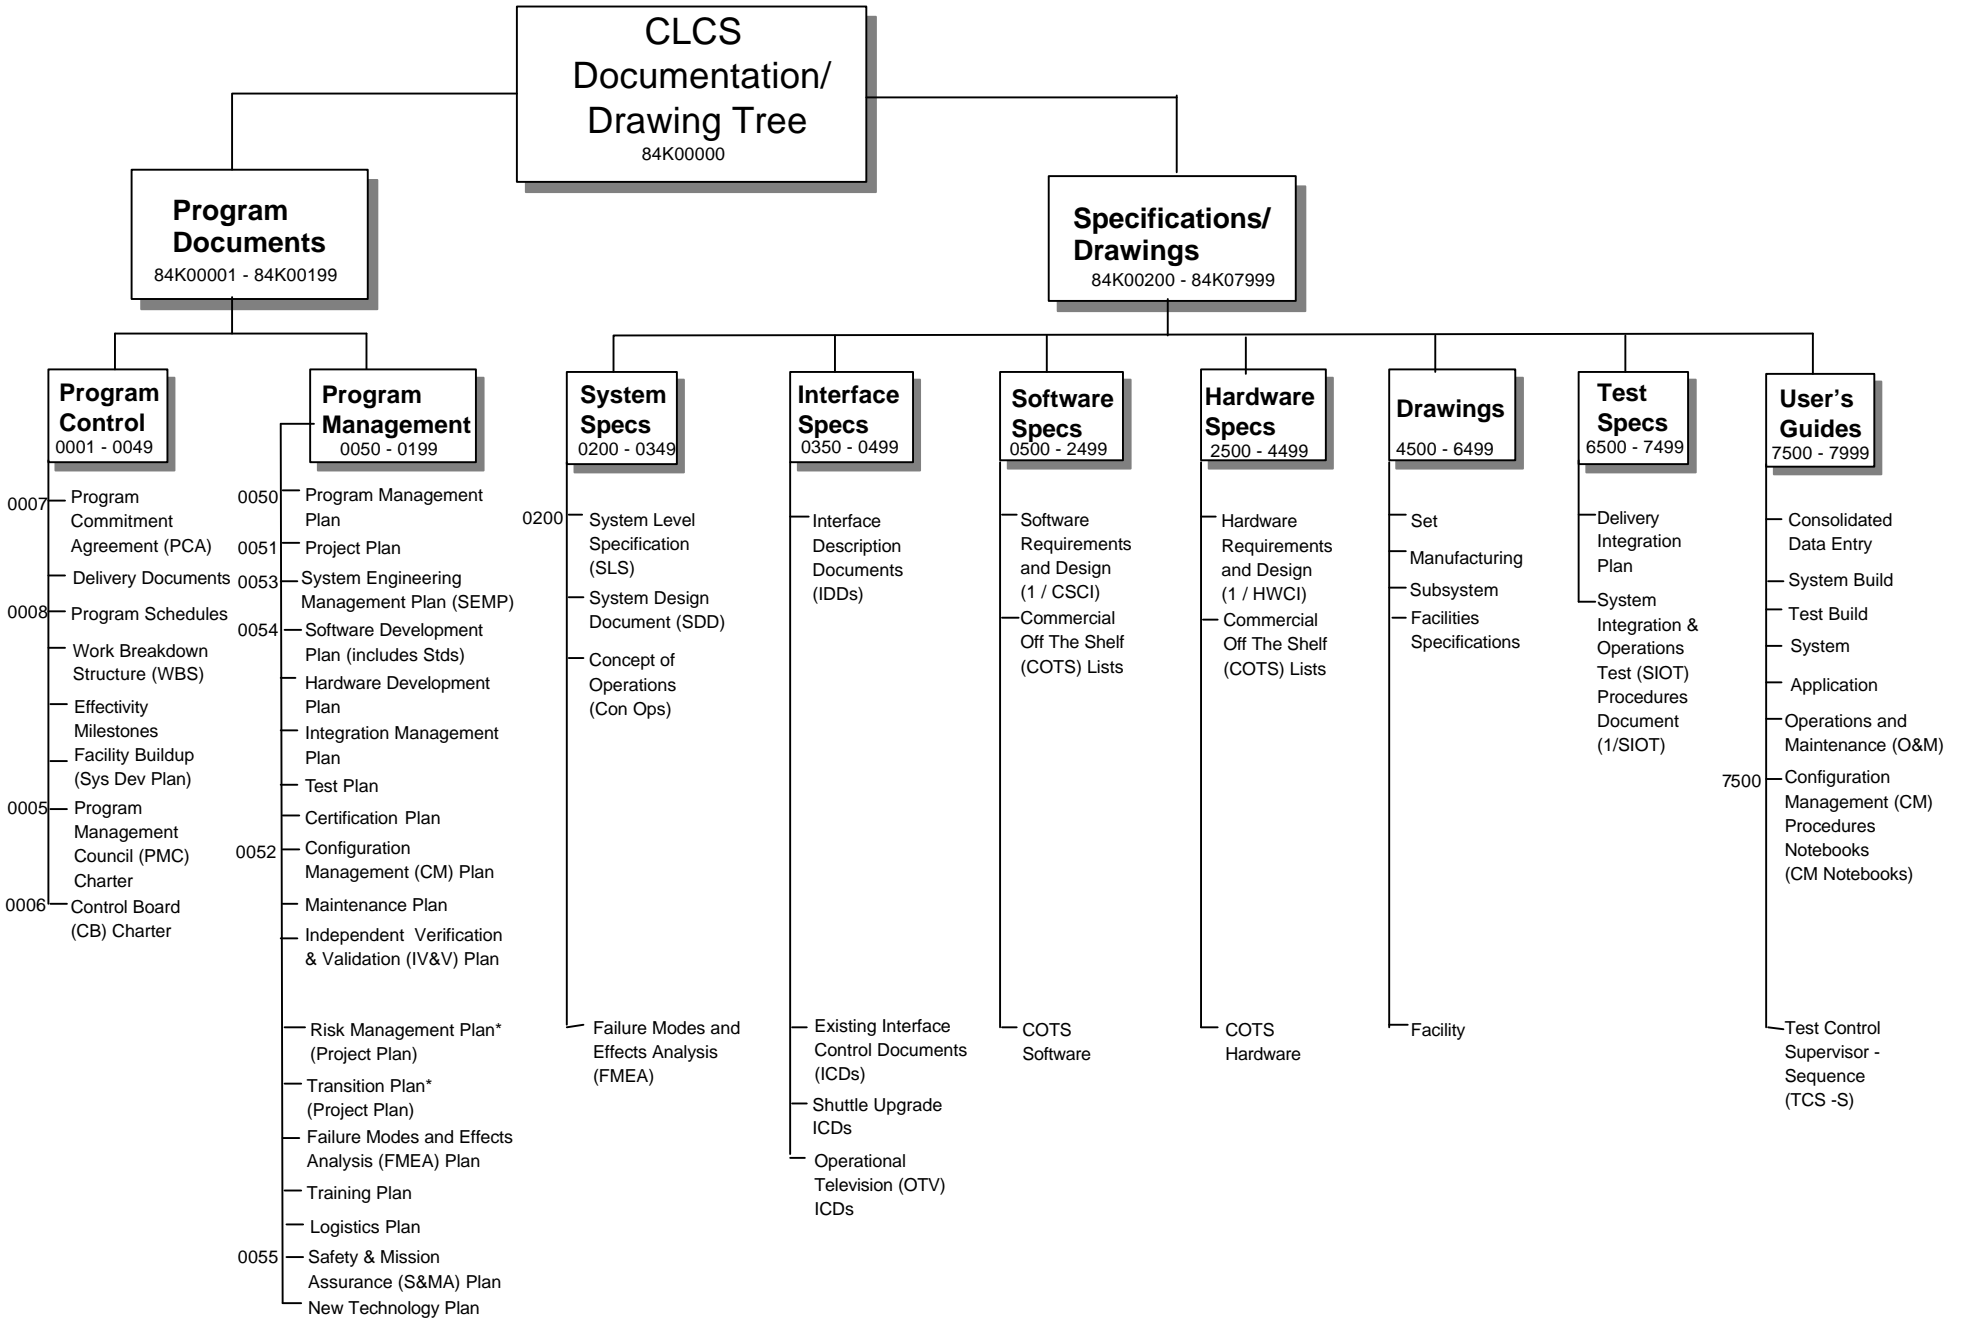 CLCS
Documentation/
Drawing Tree
84K00000
Program
Documents
84K00001 - 84K00199
Specifications/
Drawings
84K00200 - 84K07999
Program
Control
0001 - 0049
0007
Program
Commitment
Agreement (PCA)
Delivery Documents
0008
Program Schedules
Work Breakdown
Structure (WBS)
Effectivity
Milestones
Facility Buildup
(Sys Dev Plan)
0005
Program
Management
Council (PMC)
Charter
0006
Control Board
(CB) Charter
Program
Management
0050 - 0199
0050
Program Management
Plan
0051
Project Plan
0053
System Engineering
Management Plan (SEMP)
0054
Software Development
Plan (includes Stds)
Hardware Development
Plan
Integration Management
Plan
Test Plan
Certification Plan
0052
Configuration
Management (CM) Plan
Maintenance Plan
Independent Verification
& Validation (IV&V) Plan
Risk Management Plan*
(Project Plan)
Transition Plan*
(Project Plan)
Failure Modes and Effects
Analysis (FMEA) Plan
Training Plan
Logistics Plan
0055
Safety & Mission
Assurance (S&MA) Plan
New Technology Plan
System
Specs
0200 - 0349
0200
System Level
Specification
(SLS)
System Design
Document (SDD)
Concept of
Operations
(Con Ops)
Failure Modes and
Effects Analysis
(FMEA)
Interface
Specs
0350 - 0499
Interface
Description
Documents
(IDDs)
Existing Interface
Control Documents
(ICDs)
Shuttle Upgrade
ICDs
Operational
Television (OTV)
ICDs
Software
Specs
0500 - 2499
Software
Requirements
and Design
(1 / CSCI)
Commercial
Off The Shelf
(COTS) Lists
COTS
Software
Hardware
Specs
2500 - 4499
Hardware
Requirements
and Design
(1 / HWCI)
Commercial
Off The Shelf
(COTS) Lists
COTS
Hardware
Drawings
4500 - 6499
Set
Manufacturing
Subsystem
Facilities
Specifications
Facility
Test
Specs
6500 - 7499
Delivery
Integration
Plan
System
Integration &
Operations
Test (SIOT)
Procedures
Document
(1/SIOT)
User’s
Guides
7500 - 7999
Consolidated
Data Entry
System Build
Test Build
System
Application
Operations and
Maintenance (O&M)
7500
Configuration
Management (CM)
Procedures
Notebooks
(CM Notebooks)
Test Control
Supervisor -
Sequence
(TCS -S)